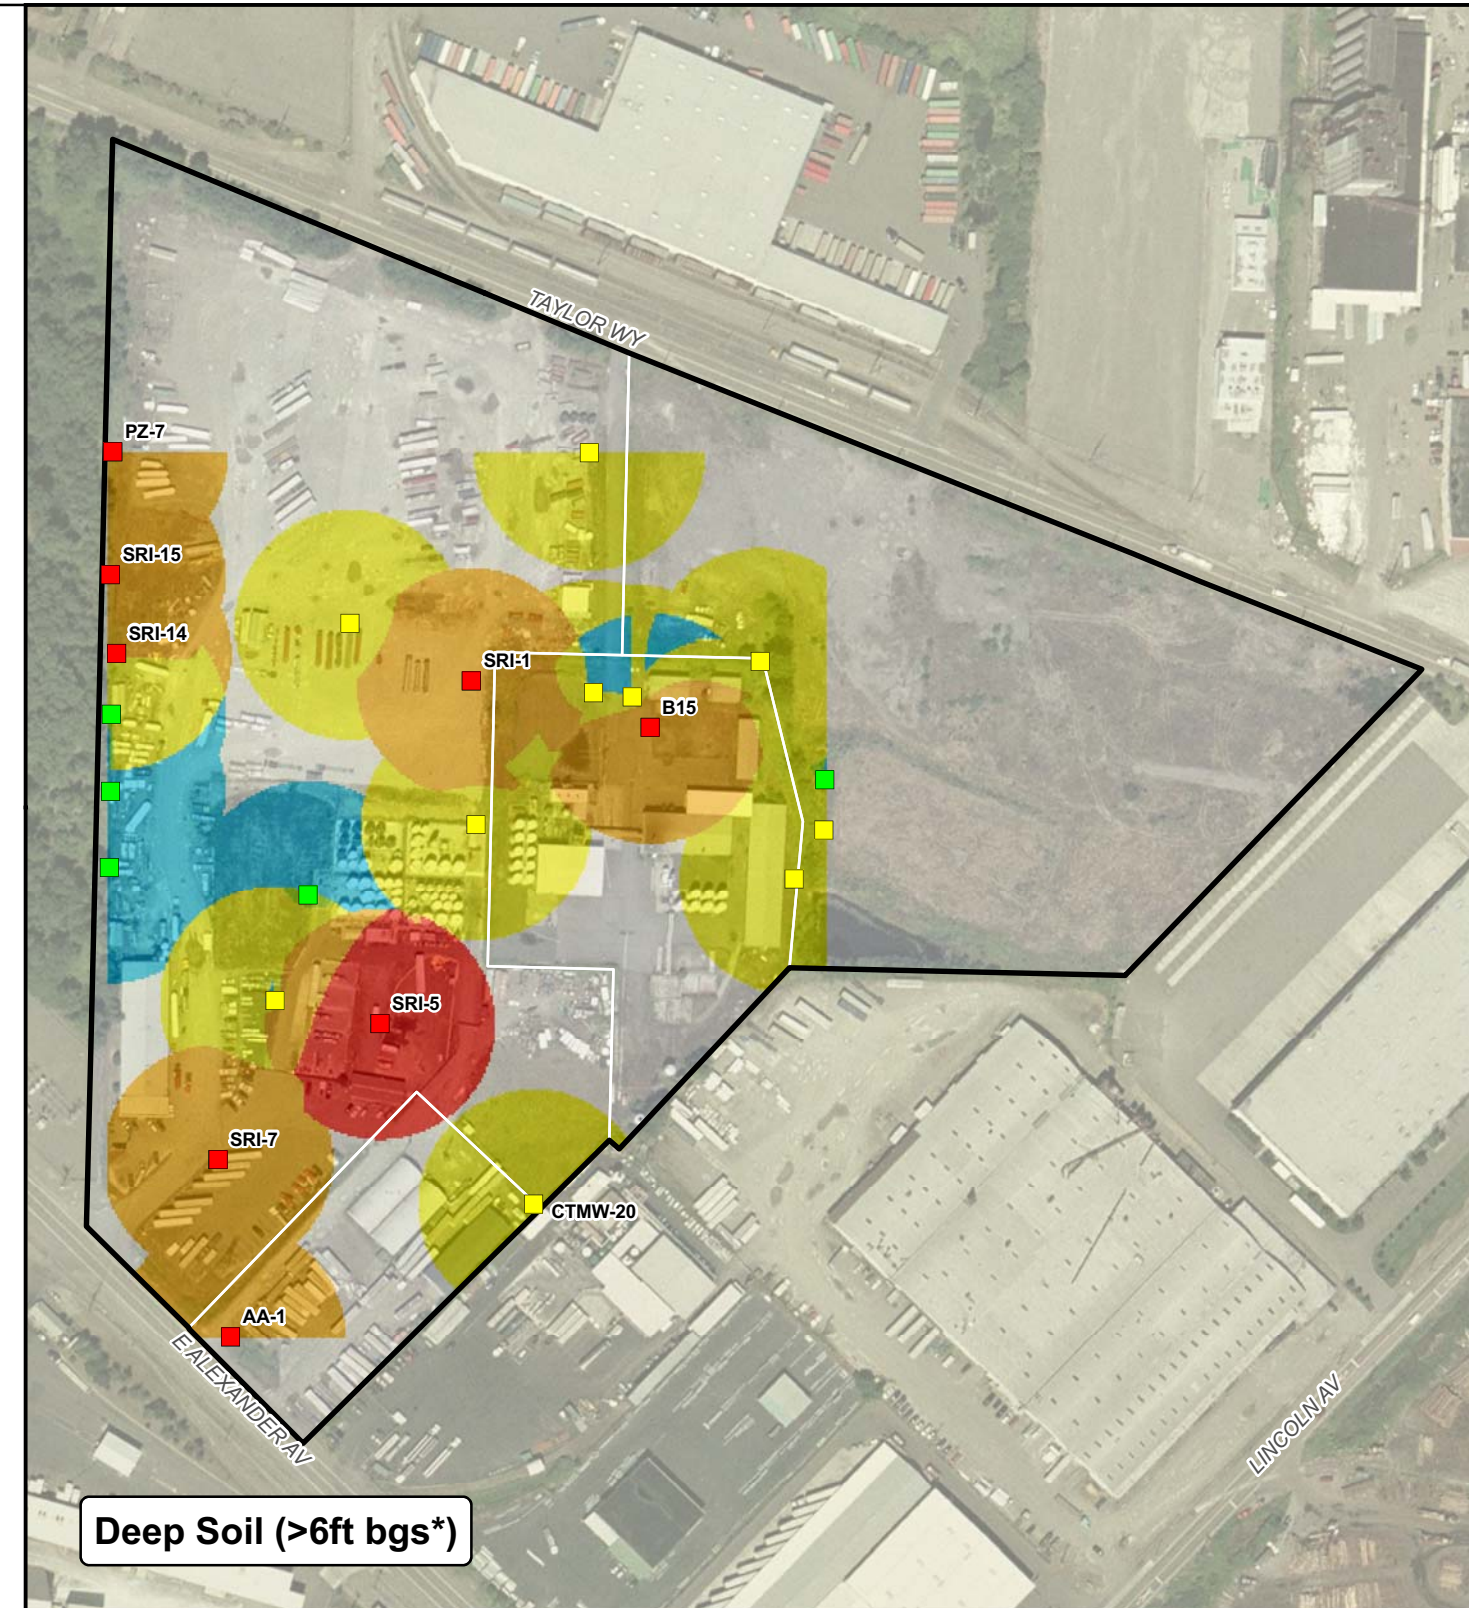 TAYLOR WY
PZ-7
SRI-15
SRI-14
SRI-1
B15
SRI-5
SRI-7
CTMW-20
AA-1
E ALEXANDER AV
LINCOLN AV
Deep Soil (>6ft bgs*)